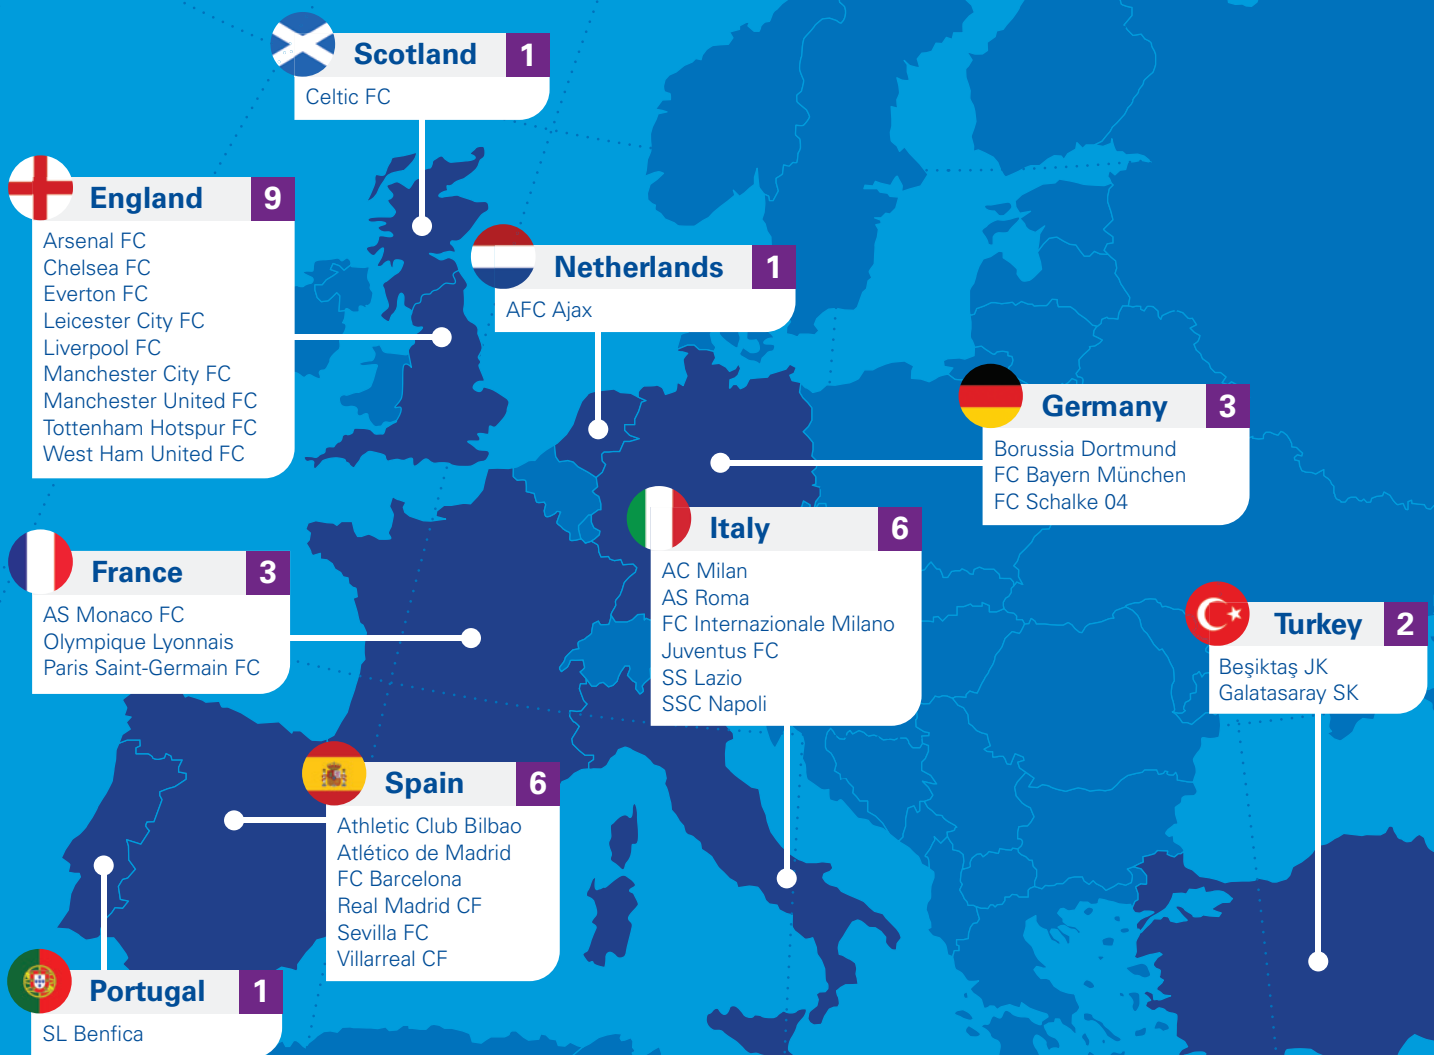 Scotland 1
Celtic FC
England 9
Arsenal FC
Chelsea FC
Everton FC
Leicester City FC
Liverpool FC
Manchester City FC
Manchester United FC
Tottenham Hotspur FC
West Ham United FC
Netherlands 1
AFC Ajax
Germany 3
Borussia Dortmund
FC Bayern München
FC Schalke 04
Italy 6
AC Milan
AS Roma
FC Internazionale Milano
Juventus FC
SS Lazio
SSC Napoli
France 3
AS Monaco FC
Olympique Lyonnais
Paris Saint-Germain FC
Turkey 2
Beşiktaş JK
Galatasaray SK
Spain 6
Athletic Club Bilbao
Atlético de Madrid
FC Barcelona
Real Madrid CF
Sevilla FC
Villarreal CF
Portugal 1
SL Benfica